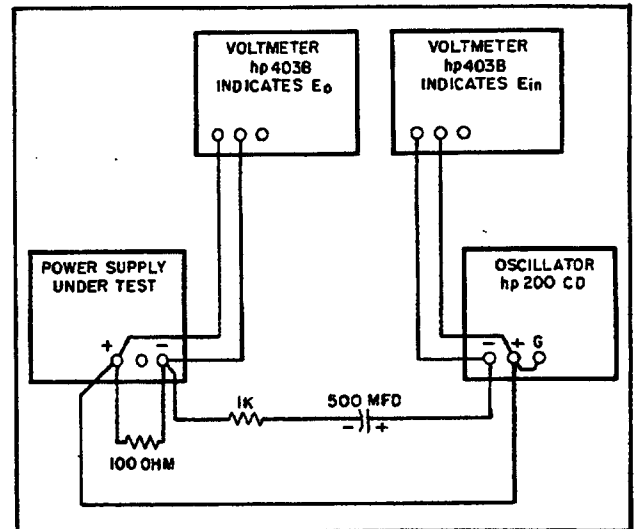 VOLTMETER
hp 403B
INDICATES Eo
VOLTMETER
hp 403B
INDICATES Ein
POWER SUPPLY
UNDER TEST
+ -
OSCILLATOR
hp 200 CD
- + G
1K
500 MFD
- +
100 OHM